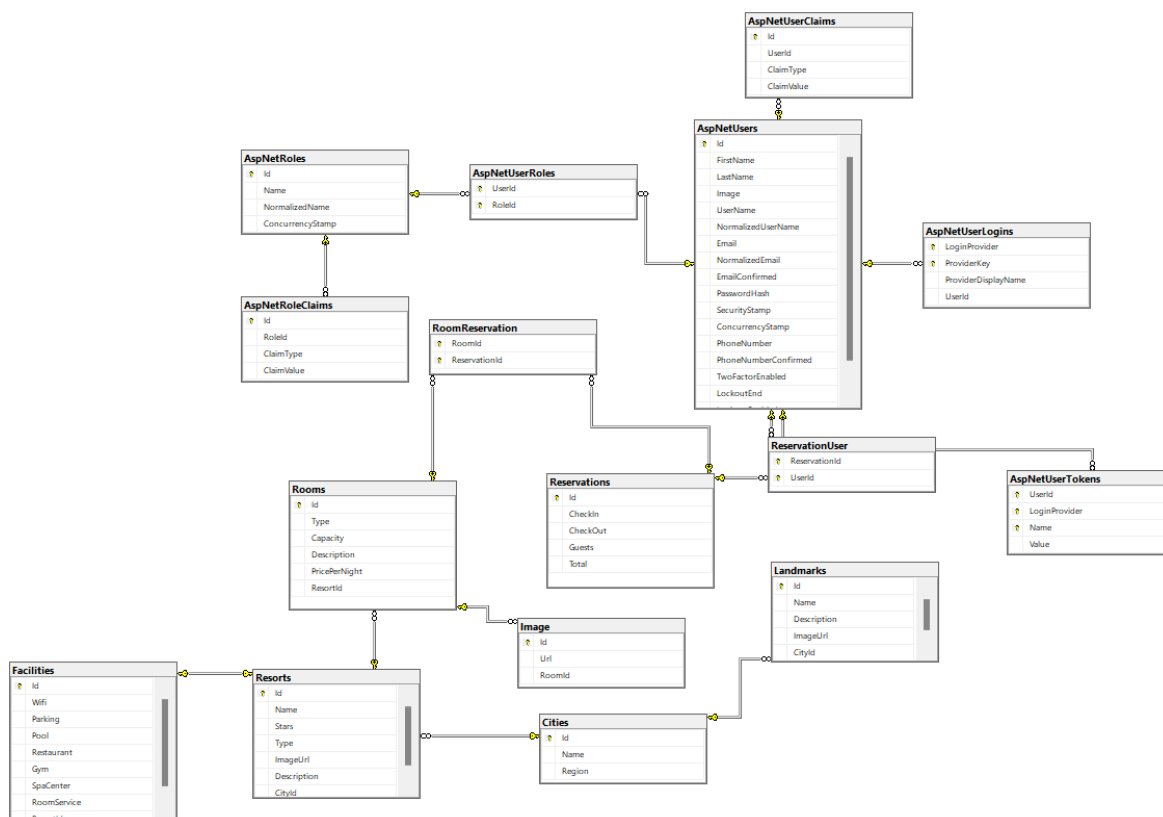 AspNetUserClaims
Id
UserId
ClaimType
ClaimValue
AspNetUsers
Id
FirstName
LastName
Image
UserName
NormalizedUserName
Email
NormalizedEmail
EmailConfirmed
PasswordHash
SecurityStamp
ConcurrencyStamp
PhoneNumber
PhoneNumberConfirmed
TwoFactorEnabled
LockoutEnd
AspNetRoles
Id
Name
NormalizedName
ConcurrencyStamp
AspNetUserRoles
UserId
RoleId
AspNetUserLogins
LoginProvider
ProviderKey
ProviderDisplayName
UserId
AspNetRoleClaims
Id
RoleId
ClaimType
ClaimValue
RoomReservation
RoomId
ReservationId
ReservationUser
ReservationId
UserId
AspNetUserTokens
UserId
LoginProvider
Name
Value
Reservations
Id
CheckIn
CheckOut
Guests
Total
Rooms
Id
Type
Capacity
Description
PricePerNight
ResortId
Landmarks
Id
Name
Description
ImageUrl
CityId
Image
Id
Url
RoomId
Facilities
Id
Wifi
Parking
Pool
Restaurant
Gym
SpaCenter
RoomService
Resorts
Id
Name
Stars
Type
ImageUrl
Description
CityId
Cities
Id
Name
Region